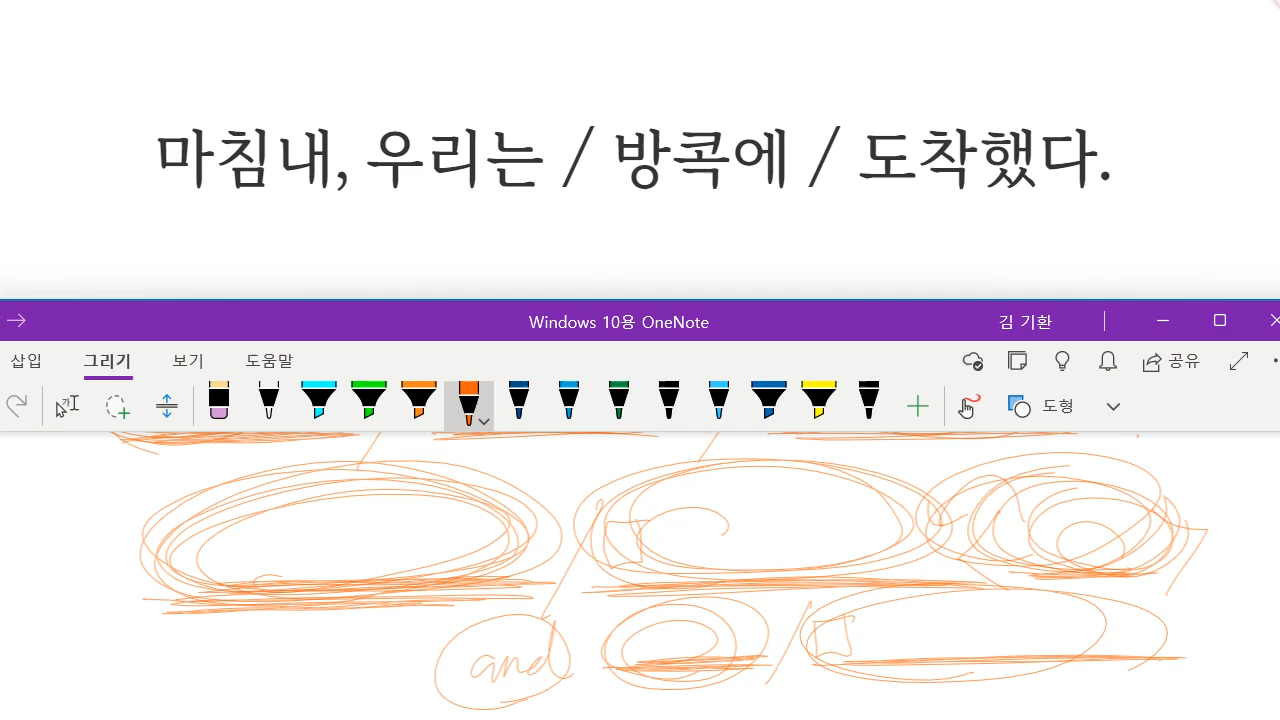 마침내, 우리는 / 방콕에 / 도착했다.
Windows 10용 OneNote 김 기환
삽입 그리기 보기 도움말 공유
가 도형
and